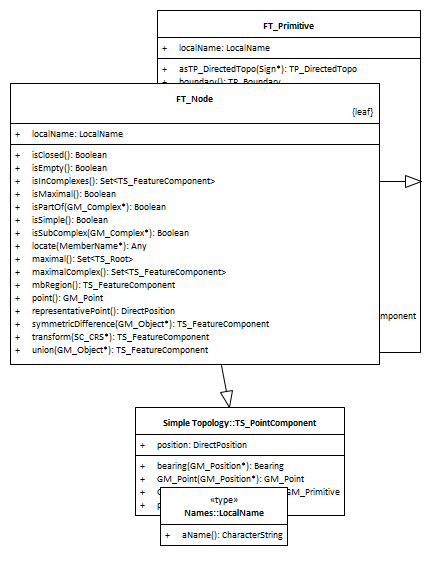 FT_Primitive
+ localName: LocalName
+ asTP_DirectedTopo(Sign*): TP_DirectedTopo
boundary(): TP_Boundary
FT_Node
{leaf}
+ localName: LocalName
+ isClosed(): Boolean
+ isEmpty(): Boolean
+ isInComplexes(): Set<TS_FeatureComponent>
+ isMaximal(): Boolean
+ isPartOf(GM_Complex*): Boolean
+ isSimple(): Boolean
+ isSubComplex(GM_Complex*): Boolean
+ locate(MemberName*): Any
+ maximal(): Set<TS_Root>
+ maximalComplex(): Set<TS_FeatureComponent>
+ mbRegion(): TS_FeatureComponent
+ point(): GM_Point
+ representativePoint(): DirectPosition
+ symmetricDifference(GM_Object*): TS_FeatureComponent
+ transform(SC_CRS*): TS_FeatureComponent
+ union(GM_Object*): TS_FeatureComponent
mponent
Simple Topology::TS_PointComponent
+ position: DirectPosition
+ bearing(GM_Position*): Bearing
+ GM_Point(GM_Position*): GM_Point
+ GM_Primitive
+
«type»
Names::LocalName
+ aName(): CharacterString